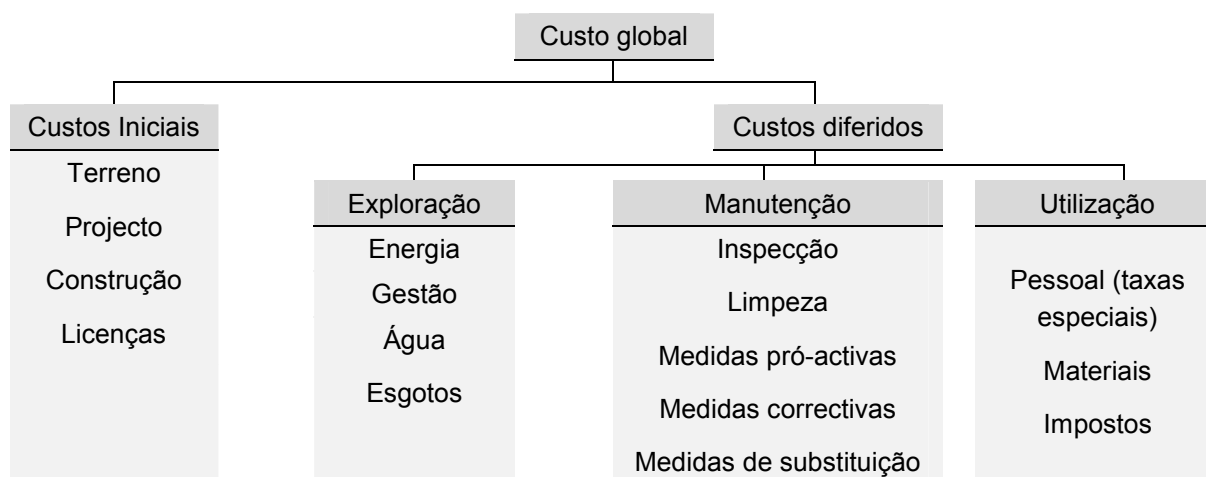 Custo global
Custos Iniciais
Terreno
Projecto
Construção
Licenças
Custos diferidos
Exploração
Energia
Gestão
Água
Esgotos
Manutenção
Inspecção
Limpeza
Medidas pró-activas
Medidas correctivas
Medidas de substituição
Utilização
Pessoal (taxas
especiais)
Materiais
Impostos